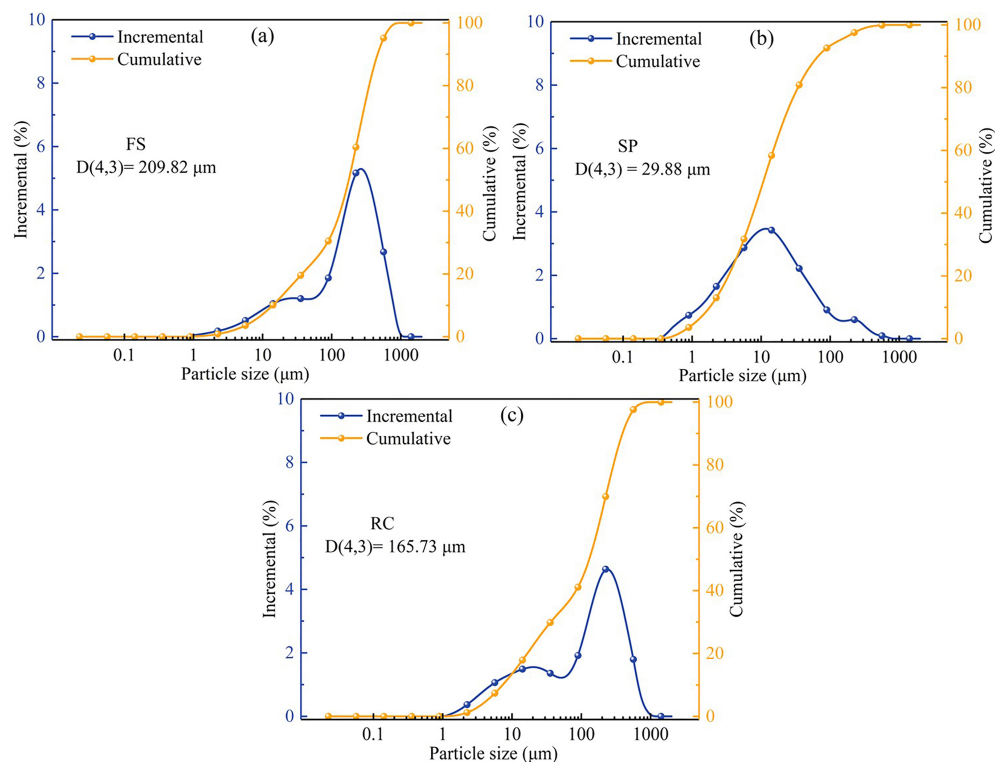 (a)
Incremental
Cumulative
FS
D(4,3)= 209.82 μm
Incremental (%)
10
8
6
4
2
0
Cumulative (%)
100
80
60
40
20
0
0.1
1
10
100
1000
Particle size (μm)
(b)
Incremental
Cumulative
SP
D(4,3) = 29.88 μm
Incremental (%)
10
8
6
4
2
0
Cumulative (%)
100
80
60
40
20
0
0.1
1
10
100
1000
Particle size (μm)
(c)
Incremental
Cumulative
RC
D(4,3)= 165.73 μm
Incremental (%)
10
8
6
4
2
0
Cumulative (%)
100
80
60
40
20
0
0.1
1
10
100
1000
Particle size (μm)